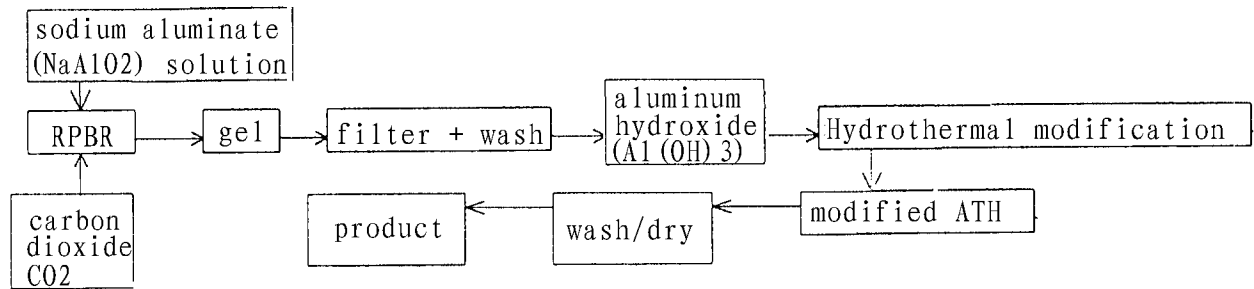 sodium aluminate
(NaAlO2) solution
RPBR
gel
filter + wash
aluminum
hydroxide
(Al(OH)3)
Hydrothermal modification
carbon
dioxide
CO2
product
wash/dry
modified ATH